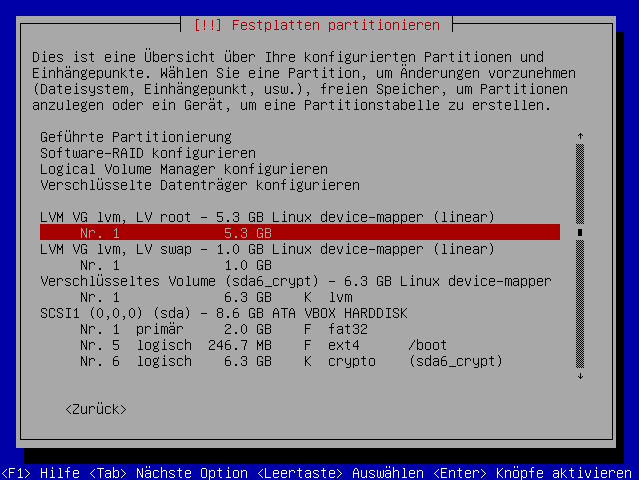 [!!] Festplatten partitionieren
Dies ist eine Übersicht über Ihre konfigurierten Partitionen und
Einhängepunkte. Wählen Sie eine Partition, um Änderungen vorzunehmen
(Dateisystem, Einhängepunkt, usw.), freien Speicher, um Partitionen
anzulegen oder ein Gerät, um eine Partitionstabelle zu erstellen.
Geführte Partitionierung
Software-RAID konfigurieren
Logical Volume Manager konfigurieren
Verschlüsselte Datenträger konfigurieren
LVM VG lvm, LV root – 5.3 GB Linux device-mapper (linear)
Nr. 1 5.3 GB
LVM VG lvm, LV swap – 1.0 GB Linux device-mapper (linear)
Nr. 1 1.0 GB
Verschlüsseltes Volume (sda6_crypt) – 6.3 GB Linux device-mapper
Nr. 1 6.3 GB K lvm
SCSI1 (0,0,0) (sda) – 8.6 GB ATA VBOX HARDDISK
Nr. 1 primär 2.0 GB F fat32
Nr. 5 logisch 246.7 MB F ext4 /boot
Nr. 6 logisch 6.3 GB K crypto (sda6_crypt)
<Zurück>
<F1> Hilfe <Tab> Nächste Option <Leertaste> Auswählen <Enter> Knöpfe aktivieren